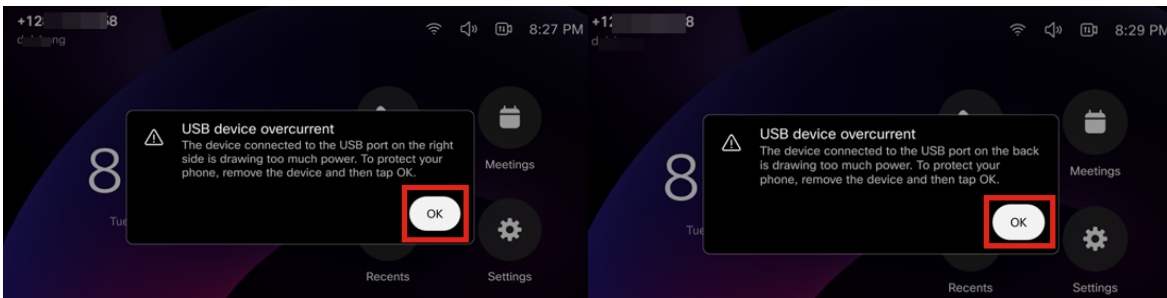 8:27 PM
USB device overcurrent
The device connected to the USB port on the right
side is drawing too much power. To protect your
phone, remove the device and then tap OK.
OK
8
Tue
Meetings
Recents
Settings
8:29 PM
USB device overcurrent
The device connected to the USB port on the back
is drawing too much power. To protect your
phone, remove the device and then tap OK.
OK
8
Tue
Meetings
Recents
Settings